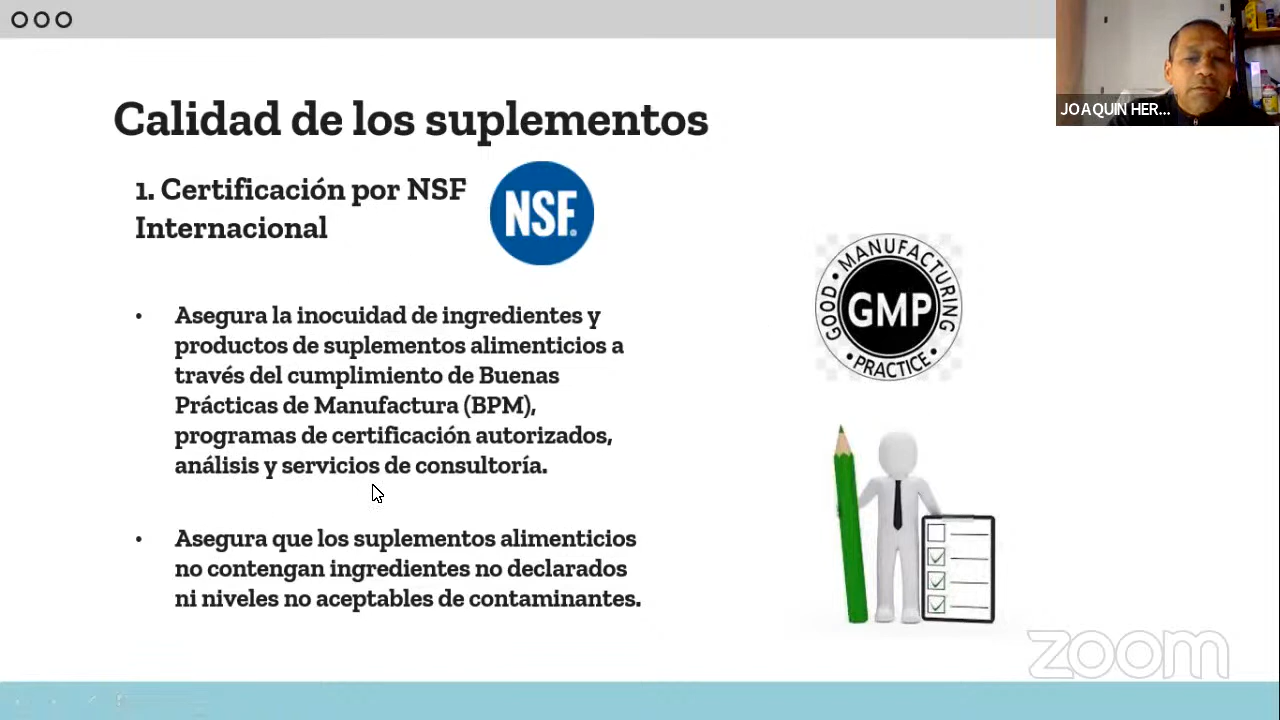 JOAQUIN HER...
Calidad de los suplementos
1. Certificación por NSF
Internacional
NSF®
• Asegura la inocuidad de ingredientes y
productos de suplementos alimenticios a
través del cumplimiento de Buenas
Prácticas de Manufactura (BPM),
programas de certificación autorizados,
análisis y servicios de consultoría.
• Asegura que los suplementos alimenticios
no contengan ingredientes no declarados
ni niveles no aceptables de contaminantes.
GOOD • MANUFACTURING
• PRACTICE •
GMP
zoom